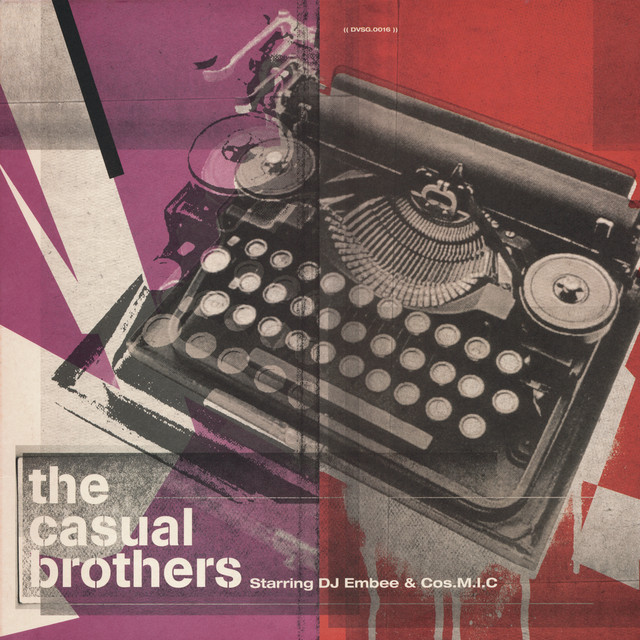 (( DVSG.0016 ))
the
casual
brothers Starring DJ Embee & Cos.M.I.C